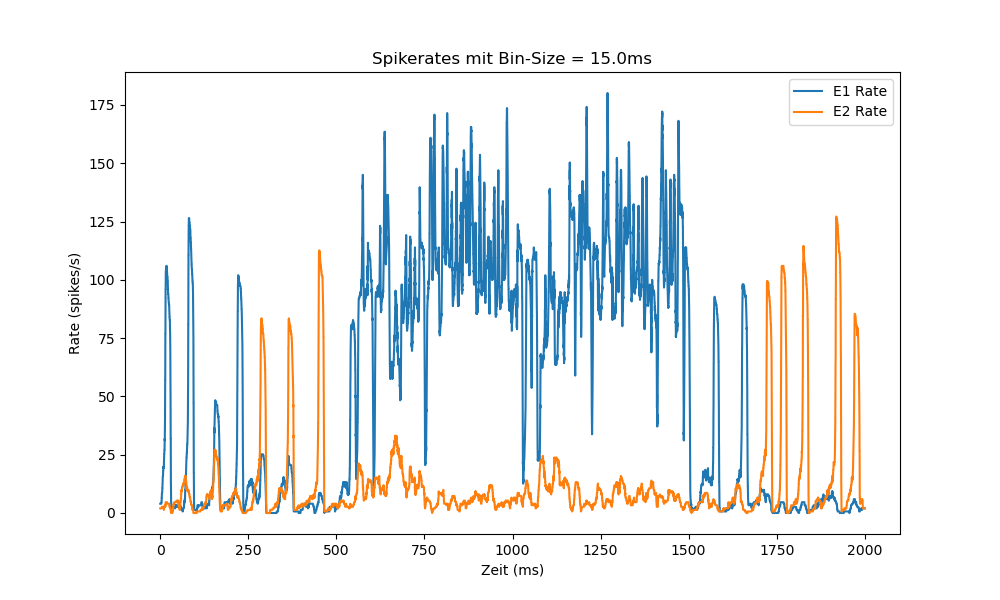 Spikerates mit Bin-Size = 15.0ms
E1 Rate
E2 Rate
Rate (spikes/s)
175
150
125
100
75
50
25
0
0 250 500 750 1000 1250 1500 1750 2000
Zeit (ms)